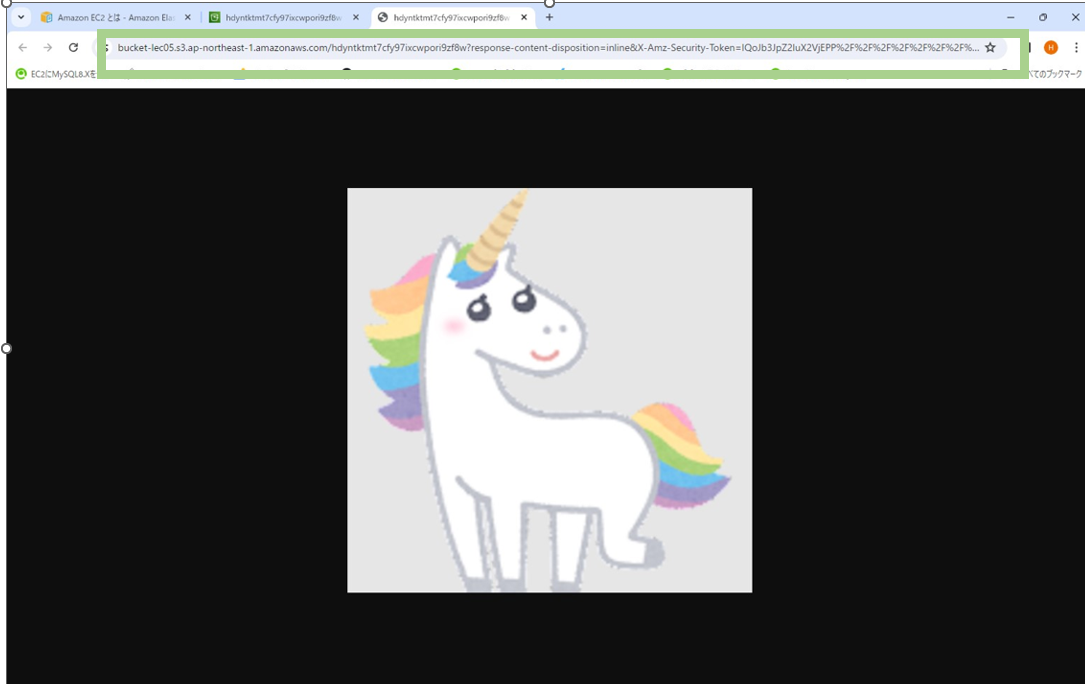 Amazon EC2 とは - Amazon Ela
hdyntktmt7cfy97ixcwpori9zf8w
hdyntktmt7cfy97ixcwpori9zf8w
bucket-lec05.s3.ap-northeast-1.amazonaws.com/hdyntktmt7cfy97ixcwpori9zf8w?response-content-disposition=inline&X-Amz-Security-Token=IQoJb3JpZ2luX2VjEPP%2F%2F%2F%2F%2F%2F%2F%2F%...
H
EC2にMySQL8.Xを
べてのブックマーク